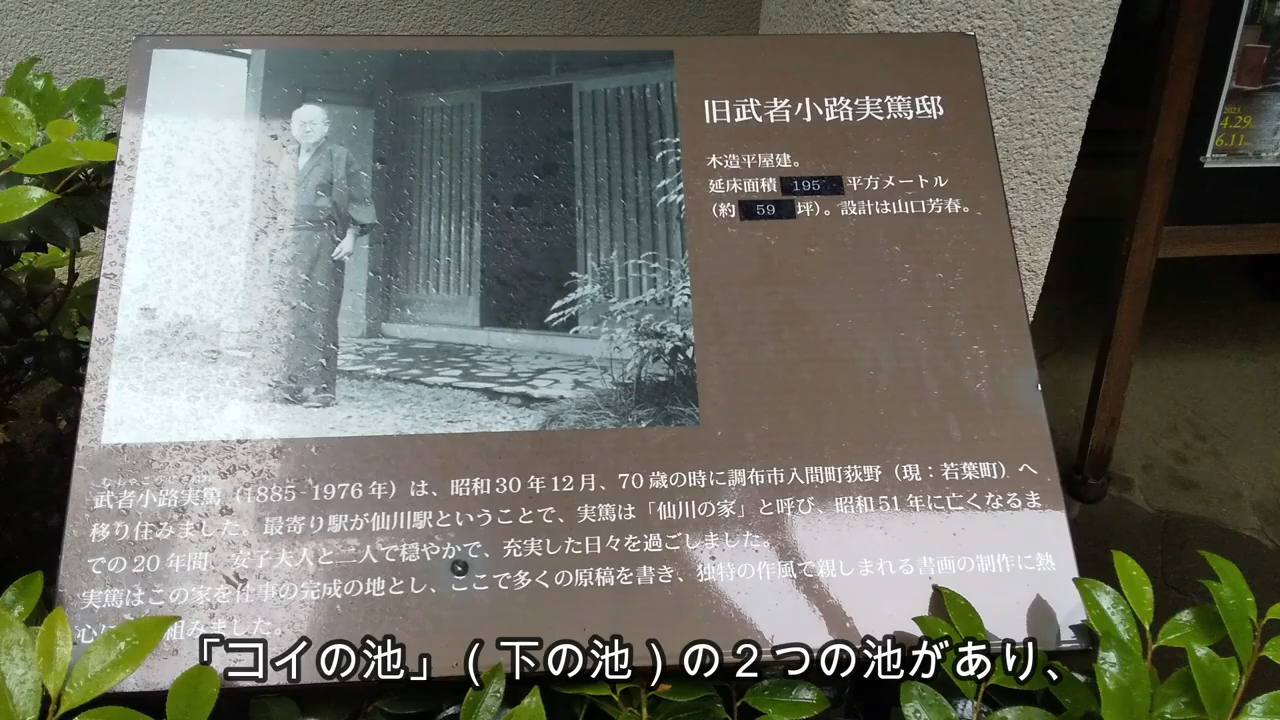 旧武者小路実篤邸
木造平屋建。
延床面積 195 平方メートル
（約 59 坪）。設計は山口芳春。
武者小路実篤（1885-1976年）は、昭和30年12月、70歳の時に調布市入間町荻野（現：若葉町）へ
移り住みました。最寄り駅が仙川駅ということで、実篤は「仙川の家」と呼び、昭和51年に亡くなるま
での20年間、安子夫人と二人で穏やかで、充実した日々を過ごしました。
実篤はこの家を仕事の完成の地とし、ここで多くの原稿を書き、独特の作風で親しまれる書画の制作に熱
心に 組みました。
4.29
6.11
「コイの池」(下の池)の２つの池があり、